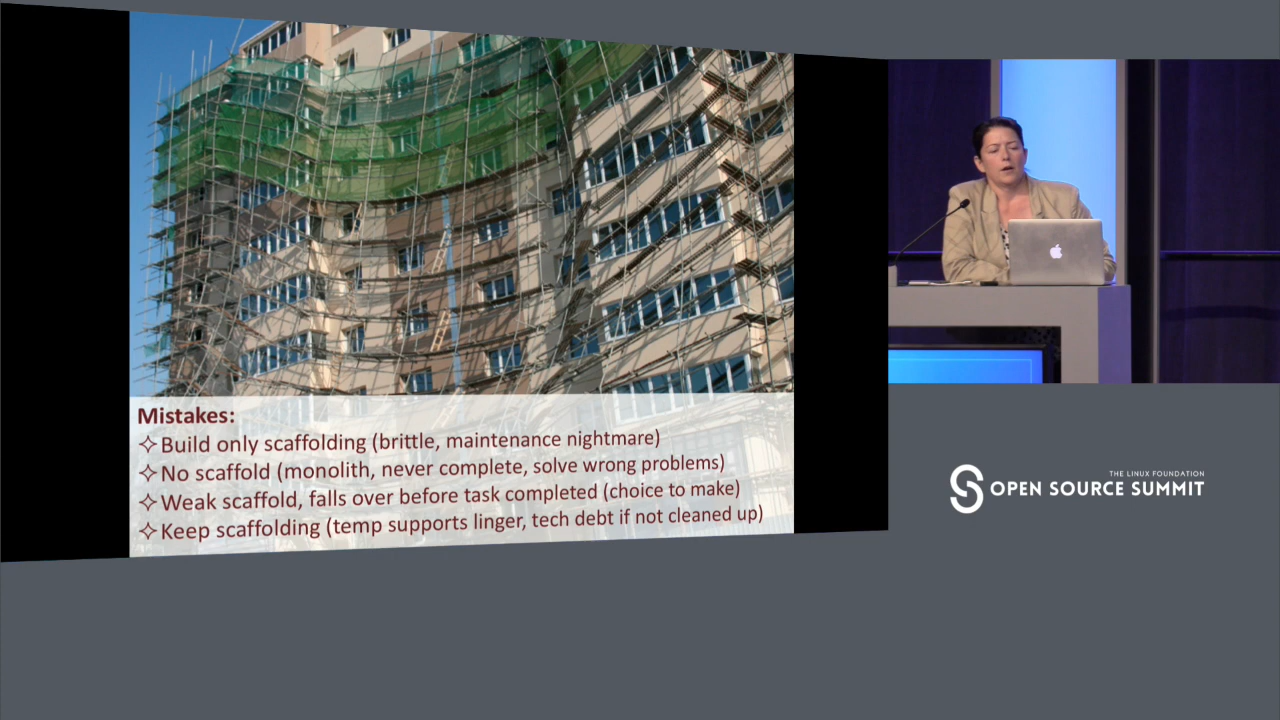 Mistakes:
✧Build only scaffolding (brittle, maintenance nightmare)
✧No scaffold (monolith, never complete, solve wrong problems)
✧Weak scaffold, falls over before task completed (choice to make)
✧Keep scaffolding (temp supports linger, tech debt if not cleaned up)
THE LINUX FOUNDATION
OPEN SOURCE SUMMIT